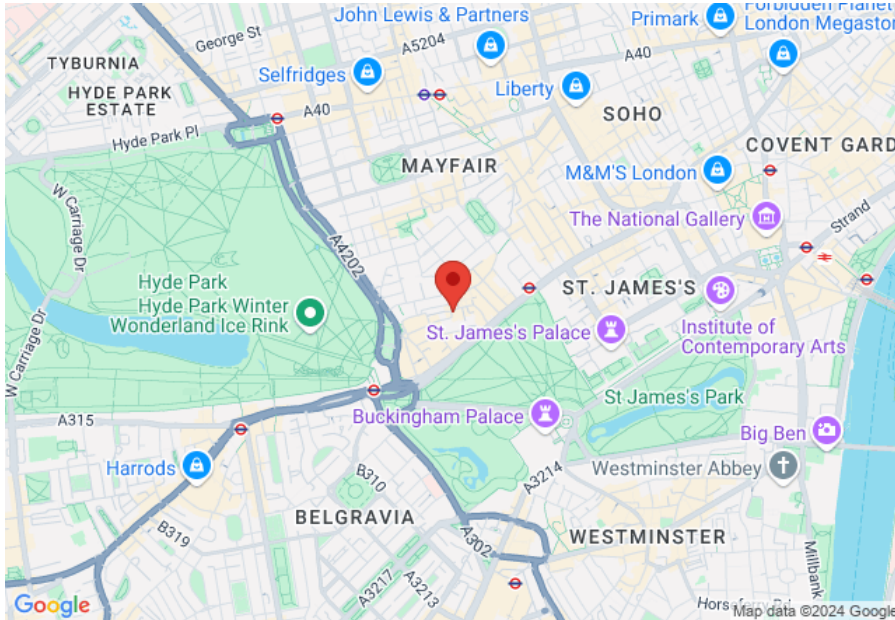 John Lewis & Partners
Primark
Forbidden Planet
London Megastor
George St
A5204
A40
TYBURNIA
Selfridges
Liberty
HYDE PARK
ESTATE
A40
SOHO
Hyde Park Pl
COVENT GARD
MAYFAIR
M&M'S London
W Carriage Dr
The National Gallery
Strand
A4202
Hyde Park
Hyde Park Winter
Wonderland Ice Rink
ST. JAMES'S
St. James's Palace
Institute of
Contemporary Arts
W Carriage Dr
St James's Park
Buckingham Palace
A315
Big Ben
Harrods
B310
A3214
Westminster Abbey
BELGRAVIA
B319
A302
WESTMINSTER
Millbank
A3217
A3213
Google
Map data ©2024 Google